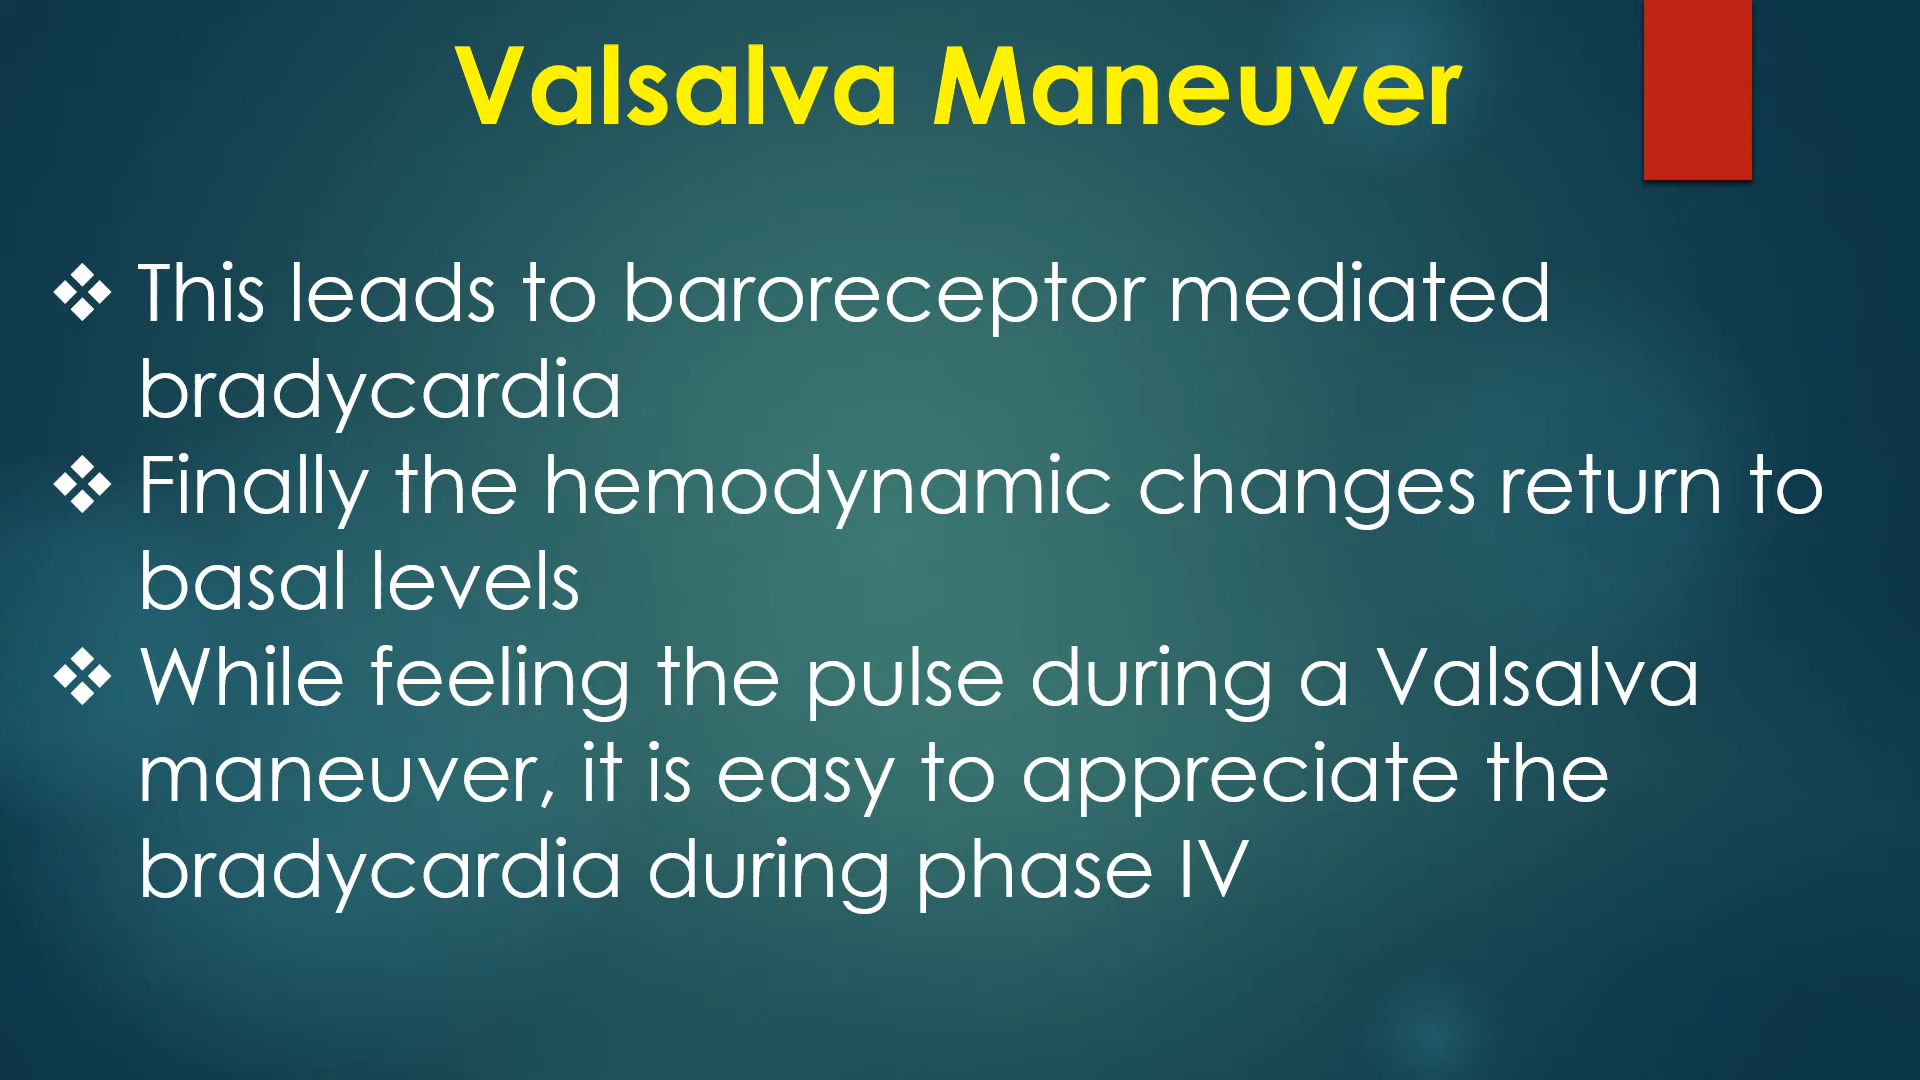 Valsalva Maneuver
❖ This leads to baroreceptor mediated
bradycardia
❖ Finally the hemodynamic changes return to
basal levels
❖ While feeling the pulse during a Valsalva
maneuver, it is easy to appreciate the
bradycardia during phase IV